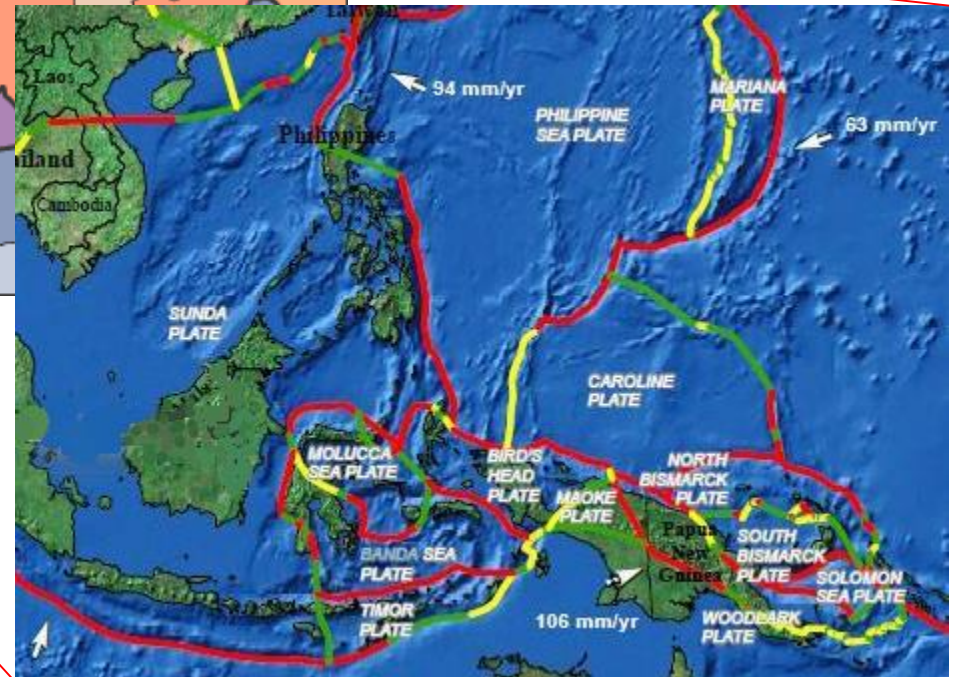 Taiwan
Laos
94 mm/yr
MARIANA
PLATE
PHILIPPINE
SEA PLATE
63 mm/yr
Philippines
ailand
Cambodia
SUNDA
PLATE
CAROLINE
PLATE
MOLUCCA
SEA PLATE
BIRD'S
HEAD
PLATE
NORTH
BISMARCK
PLATE
MAOKE
PLATE
Papua
New
Guinea
SOUTH
BISMARCK
PLATE
BANDA SEA
PLATE
SOLOMON
SEA PLATE
TIMOR
PLATE
106 mm/yr
WOODLARK
PLATE